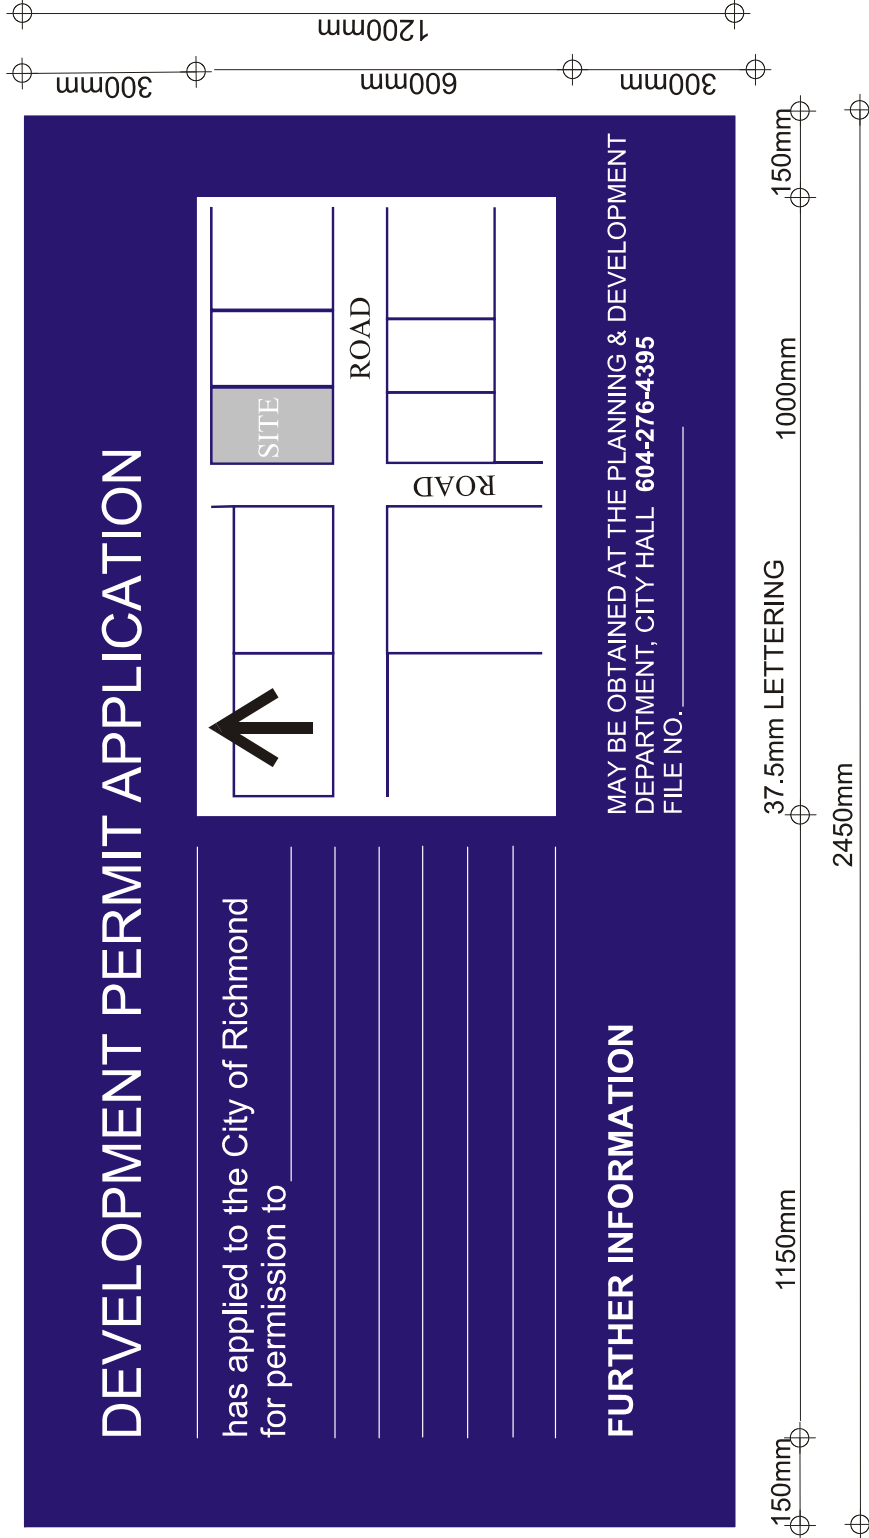 DEVELOPMENT PERMIT APPLICATION
has applied to the City of Richmond
for permission to
SITE
ROAD
ROAD
FURTHER INFORMATION
MAY BE OBTAINED AT THE PLANNING & DEVELOPMENT
DEPARTMENT, CITY HALL 604-276-4395
FILE NO.
300mm
600mm
300mm
1200mm
150mm
1150mm
37.5mm LETTERING
1000mm
150mm
2450mm